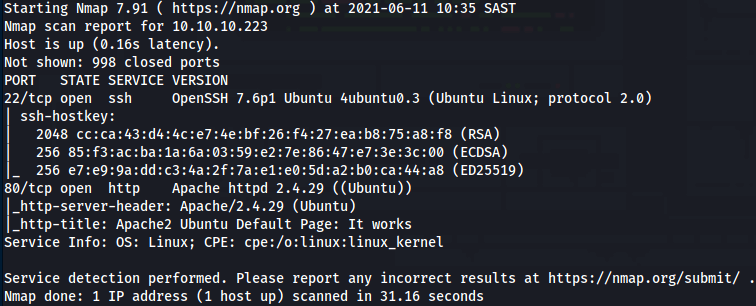 Starting Nmap 7.91 ( https://nmap.org ) at 2021-06-11 10:35 SAST
Nmap scan report for 10.10.10.223
Host is up (0.16s latency).
Not shown: 998 closed ports
PORT   STATE SERVICE VERSION
22/tcp open  ssh     OpenSSH 7.6p1 Ubuntu 4ubuntu0.3 (Ubuntu Linux; protocol 2.0)
| ssh-hostkey:
|   2048 cc:ca:43:d4:4c:e7:4e:bf:26:f4:27:ea:b8:75:a8:f8 (RSA)
|   256 85:f3:ac:ba:1a:6a:03:59:e2:7e:86:47:e7:3e:3c:00 (ECDSA)
|_  256 e7:e9:9a:dd:c3:4a:2f:7a:e1:e0:5d:a2:b0:ca:44:a8 (ED25519)
80/tcp open  http    Apache httpd 2.4.29 ((Ubuntu))
|_http-server-header: Apache/2.4.29 (Ubuntu)
|_http-title: Apache2 Ubuntu Default Page: It works
Service Info: OS: Linux; CPE: cpe:/o:linux:linux_kernel

Service detection performed. Please report any incorrect results at https://nmap.org/submit/ .
Nmap done: 1 IP address (1 host up) scanned in 31.16 seconds